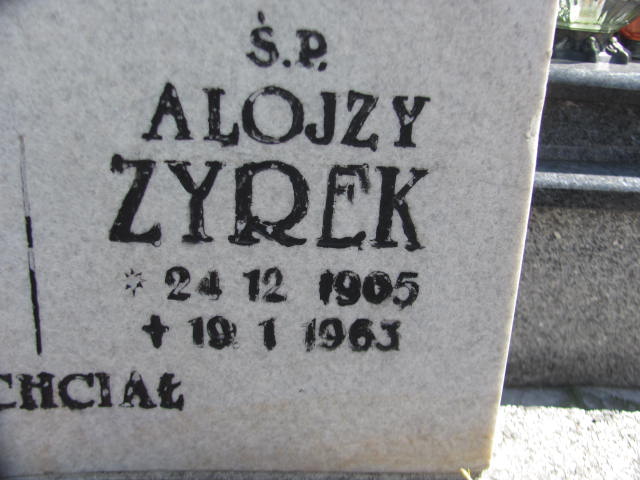 Ś.P.
ALOJZY
ZYREK
* 24 12 1905
+ 19 1 1963
CHCIAŁ